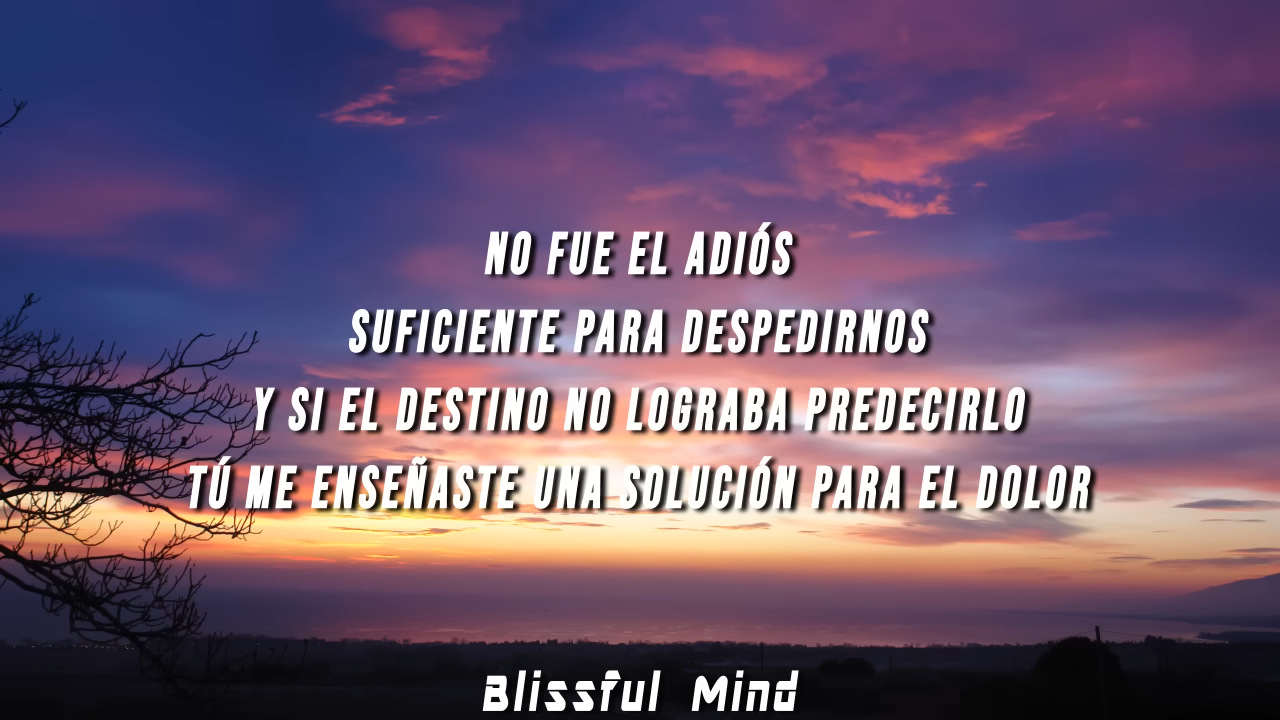 NO FUE EL ADIÓS
SUFICIENTE PARA DESPEDIRNOS
Y SI EL DESTINO NO LOGRABA PREDECIRLO
TÚ ME ENSEÑASTE UNA SOLUCIÓN PARA EL DOLOR
Blissful Mind